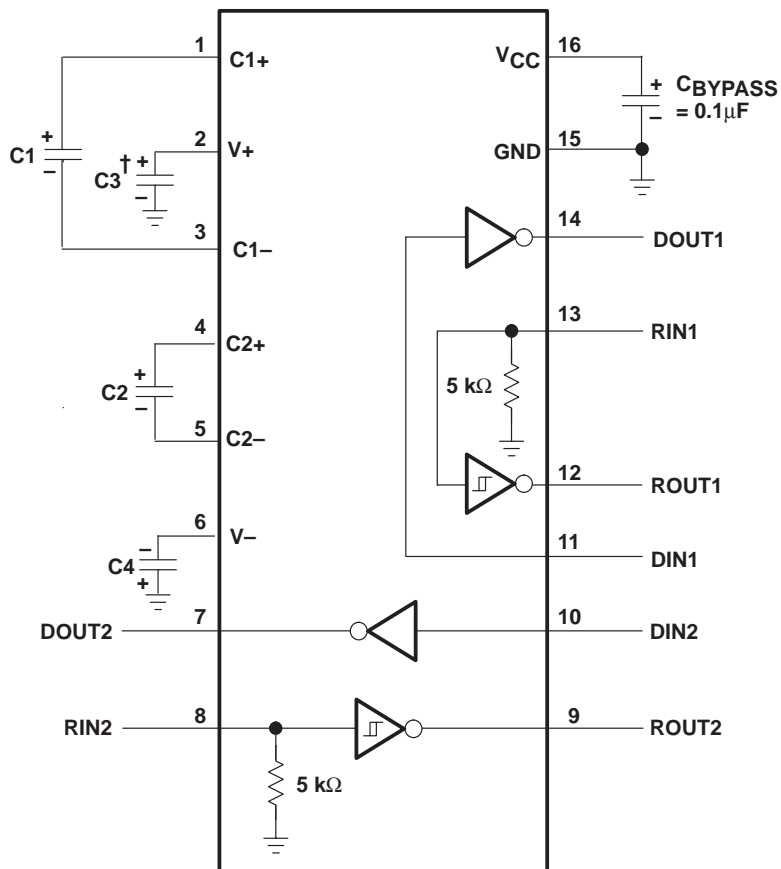 1
C1+
VCC
16
+
CBYPASS
= 0.1μF
–
2
V+
GND
15
+
C1
–
C3
†
+
–
3
C1–
14
DOUT1
4
C2+
13
RIN1
+
C2
–
5 kΩ
5
C2–
12
ROUT1
6
V–
11
DIN1
–
C4
+
DOUT2
7
10
DIN2
RIN2
8
9
ROUT2
5 kΩ